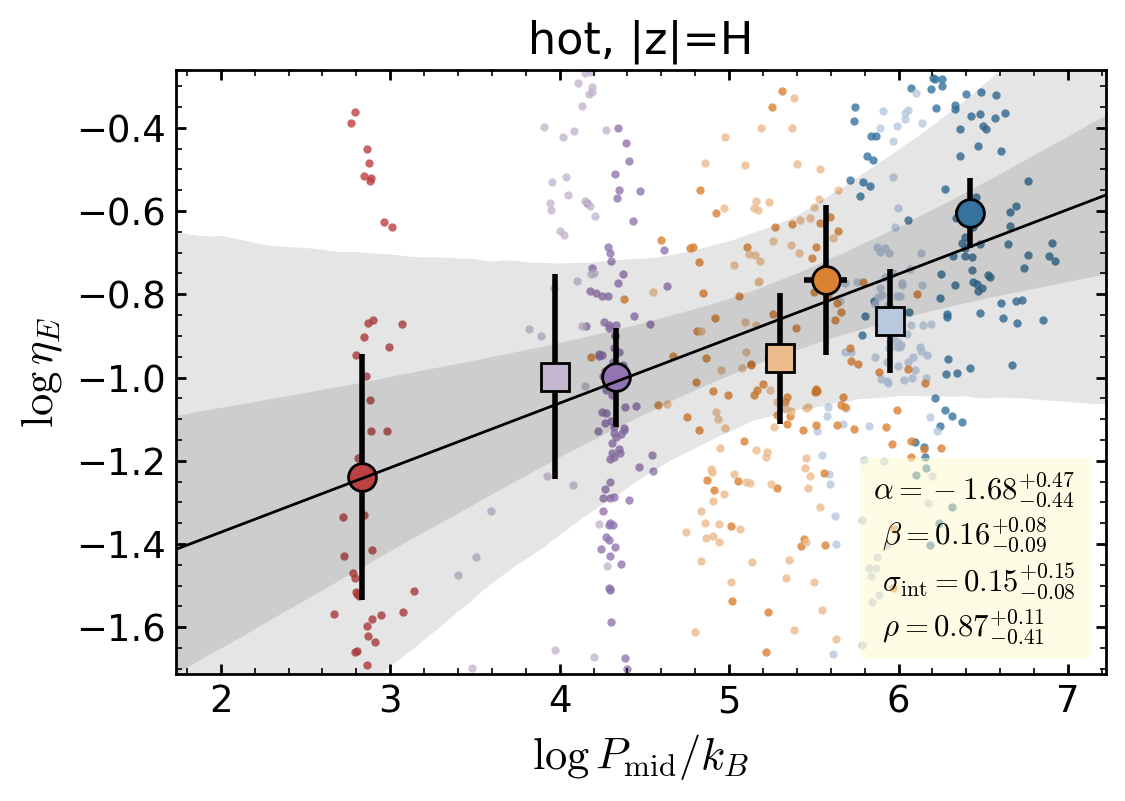 hot, |z|=H
log η_E
−0.4
−0.6
−0.8
−1.0
−1.2
−1.4
−1.6
α = −1.68^{+0.47}_{−0.44}
β = 0.16^{+0.08}_{−0.09}
σ_int = 0.15^{+0.15}_{−0.08}
ρ = 0.87^{+0.11}_{−0.41}
2 3 4 5 6 7
log P_mid/k_B